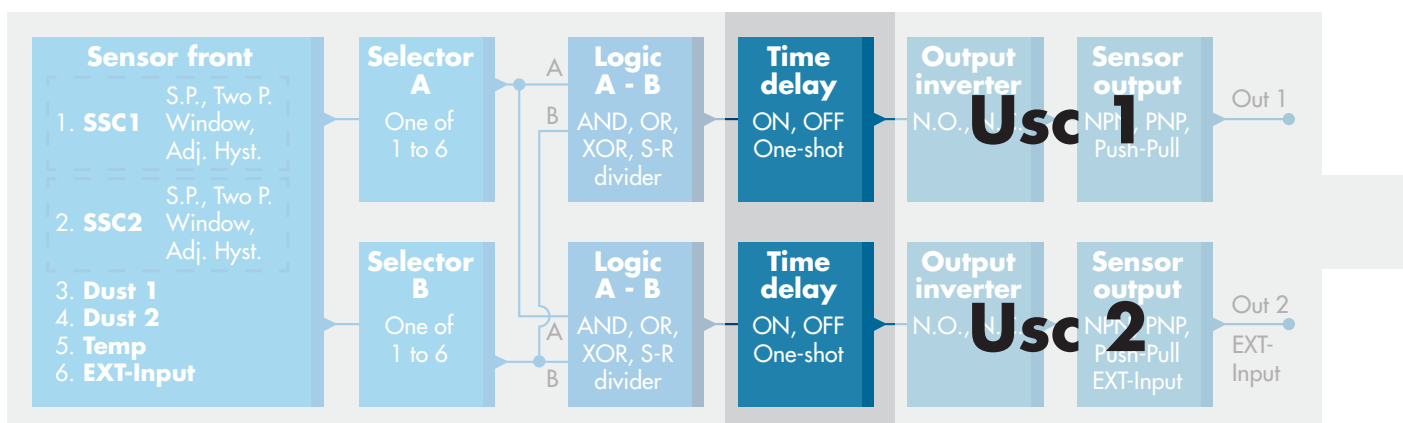 Sensor front
1. SSC1
S.P., Two P.
Window,
Adj. Hyst.
2. SSC2
S.P., Two P.
Window,
Adj. Hyst.
3. Dust 1
4. Dust 2
5. Temp
6. EXT-Input
Selector
A
One of
1 to 6
A
B
Logic
A - B
AND, OR,
XOR, S-R
divider
Time
delay
ON, OFF
One-shot
Output
inverter
N.O., N.C.
Sensor
output
NPN, PNP,
Push-Pull
Usc 1
Out 1
Selector
B
One of
1 to 6
A
B
Logic
A - B
AND, OR,
XOR, S-R
divider
Time
delay
ON, OFF
One-shot
Output
inverter
N.O., N.C.
Sensor
output
NPN, PNP,
Push-Pull
EXT-Input
Usc 2
Out 2
EXT-
Input